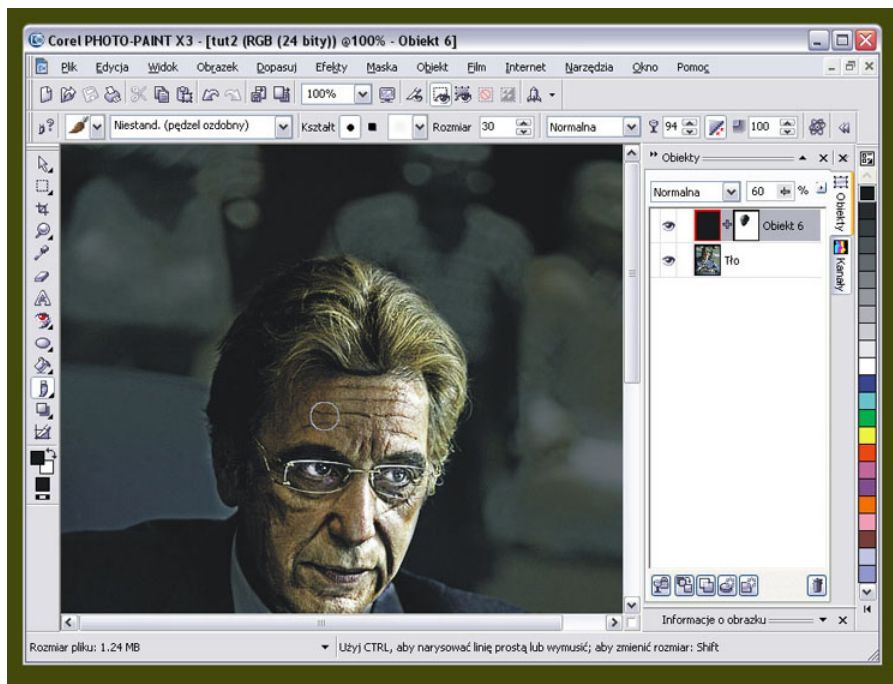 Corel PHOTO-PAINT X3 - [tut2 (RGB (24 bity)) @100% - Obiekt 6]
Plik Edycja Widok Obrazek Dopasuj Efekty Maska Obiekt Film Internet Narzędzia Okno Pomoc
100%
Niestand. (pędzel ozdobny) Kształt Rozmiar 30 Normalna 94 100
Obiekty
Normalna 60 %
Obiekt 6
Tło
Obiekty
Kanały
Informacje o obrazku
Rozmiar pliku: 1.24 MB Użyj CTRL, aby narysować linię prostą lub wymusić; aby zmienić rozmiar: Shift